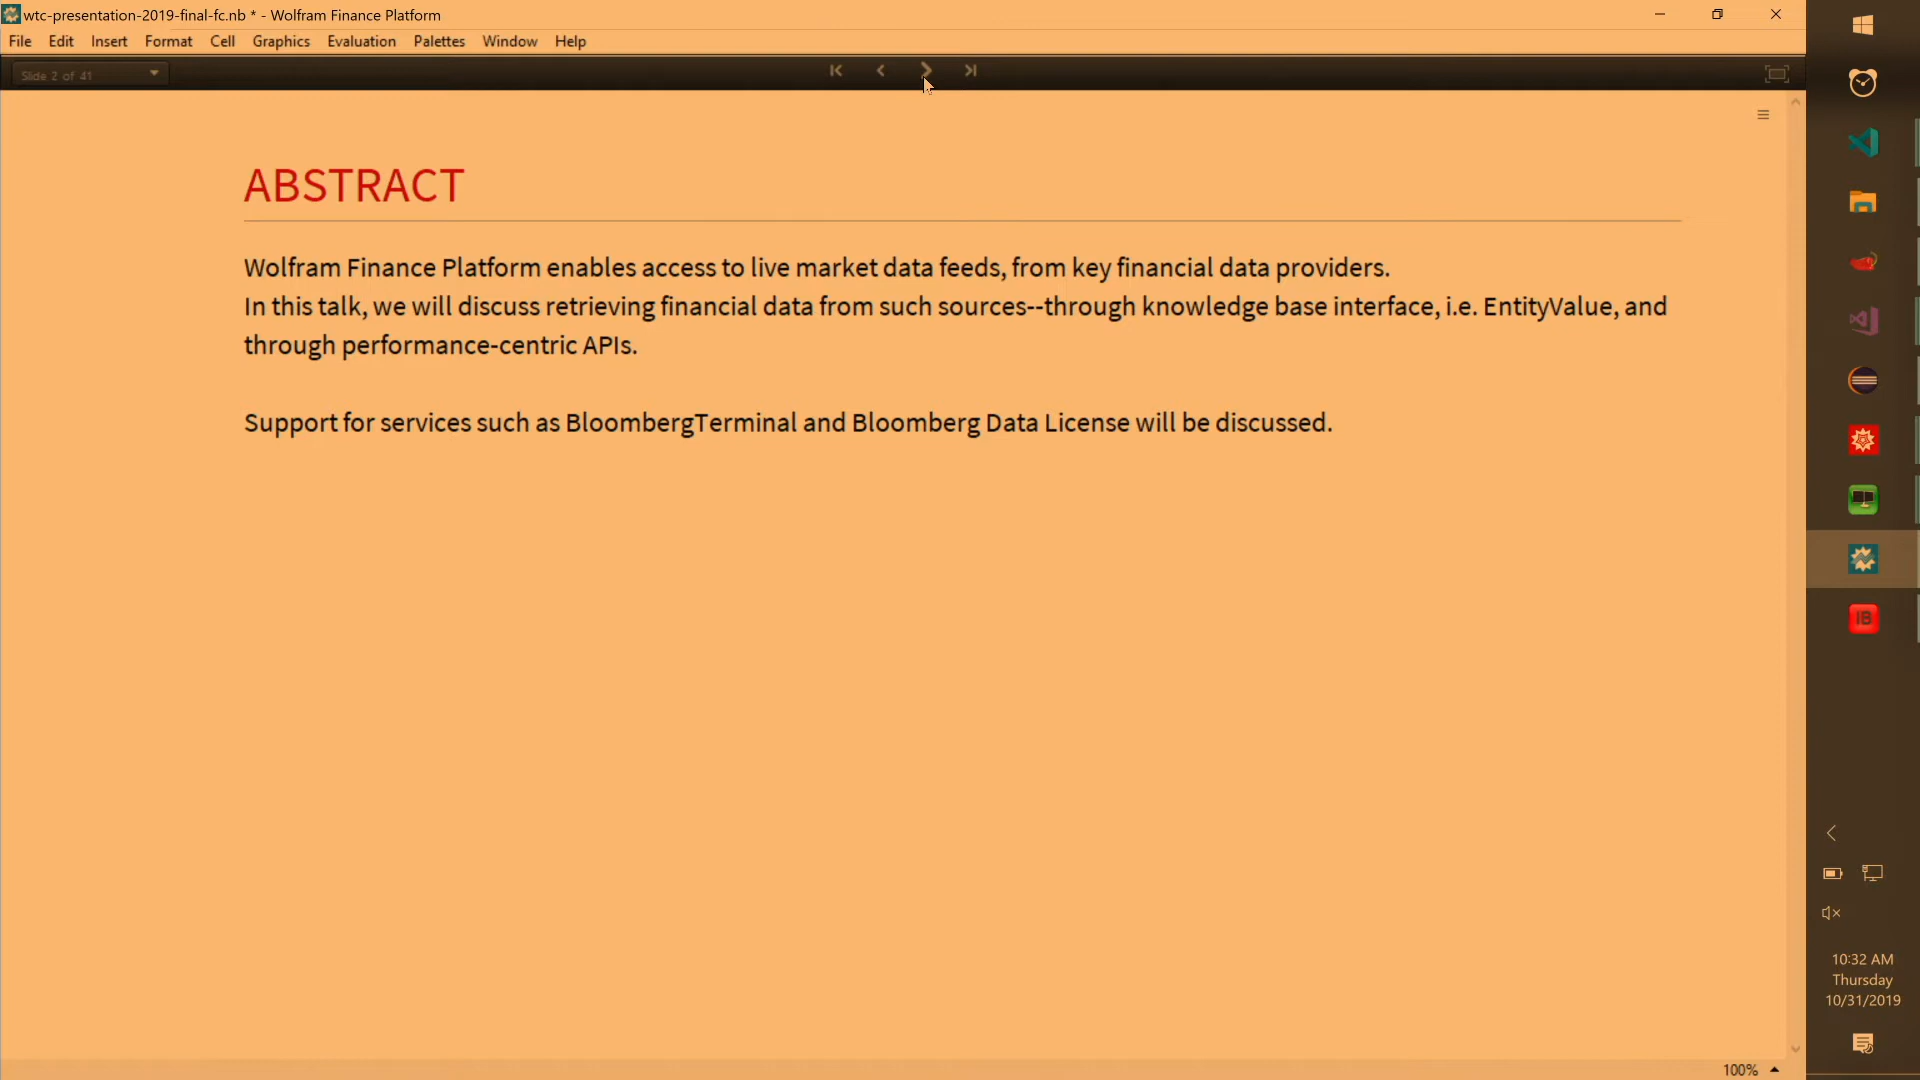 wtc-presentation-2019-final-fc.nb * - Wolfram Finance Platform
File Edit Insert Format Cell Graphics Evaluation Palettes Window Help
Slide 2 of 41
ABSTRACT
Wolfram Finance Platform enables access to live market data feeds, from key financial data providers.
In this talk, we will discuss retrieving financial data from such sources--through knowledge base interface, i.e. EntityValue, and
through performance-centric APIs.
Support for services such as BloombergTerminal and Bloomberg Data License will be discussed.
IB
10:32 AM
Thursday
10/31/2019
100%